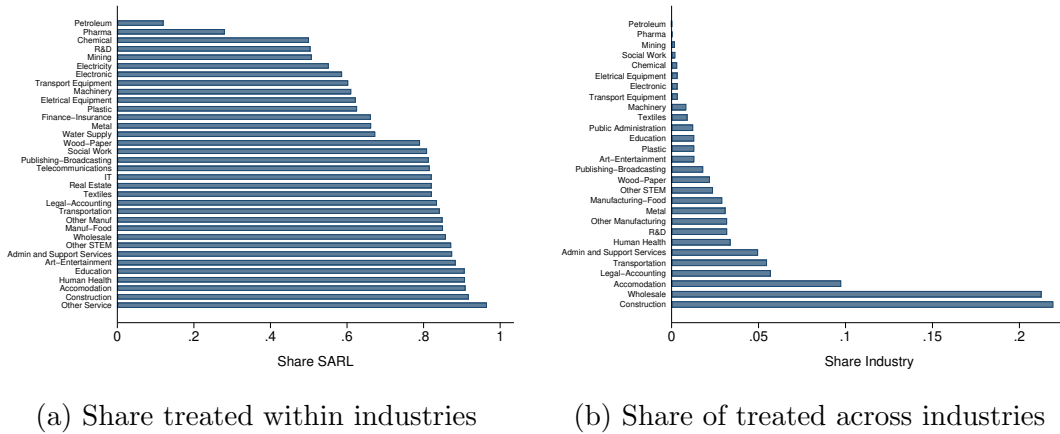 Petroleum
Pharma
Chemical
R&D
Mining
Electricity
Electronic
Transport Equipment
Machinery
Eletrical Equipment
Plastic
Finance-Insurance
Metal
Water Supply
Wood-Paper
Social Work
Publishing-Broadcasting
Telecommunications
IT
Real Estate
Textiles
Legal-Accounting
Transportation
Other Manuf
Manuf-Food
Wholesale
Other STEM
Admin and Support Services
Art-Entertainment
Education
Human Health
Accomodation
Construction
Other Service
0 .2 .4 .6 .8 1
Share SARL
(a) Share treated within industries
Petroleum
Pharma
Mining
Social Work
Chemical
Eletrical Equipment
Electronic
Transport Equipment
Machinery
Textiles
Public Administration
Education
Plastic
Art-Entertainment
Publishing-Broadcasting
Wood-Paper
Other STEM
Manufacturing-Food
Metal
Other Manufacturing
R&D
Human Health
Admin and Support Services
Transportation
Legal-Accounting
Accomodation
Wholesale
Construction
0 .05 .1 .15 .2
Share Industry
(b) Share of treated across industries